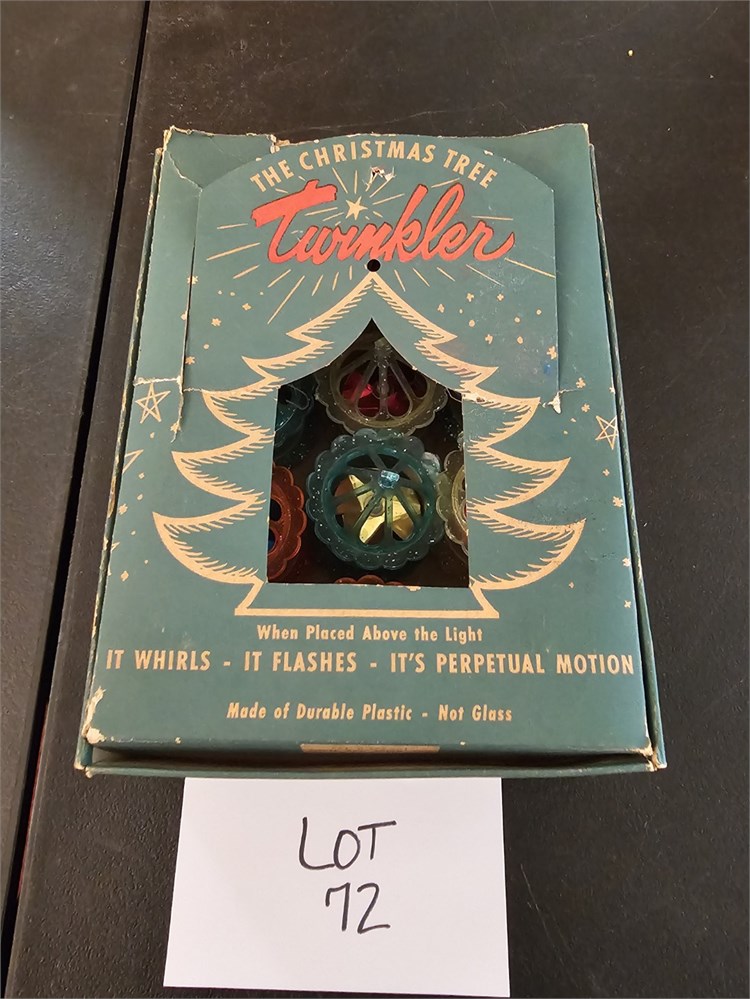 THE CHRISTMAS TREE
Twinkler
When Placed Above the Light
IT WHIRLS - IT FLASHES - IT'S PERPETUAL MOTION
Made of Durable Plastic - Not Glass
LOT
72